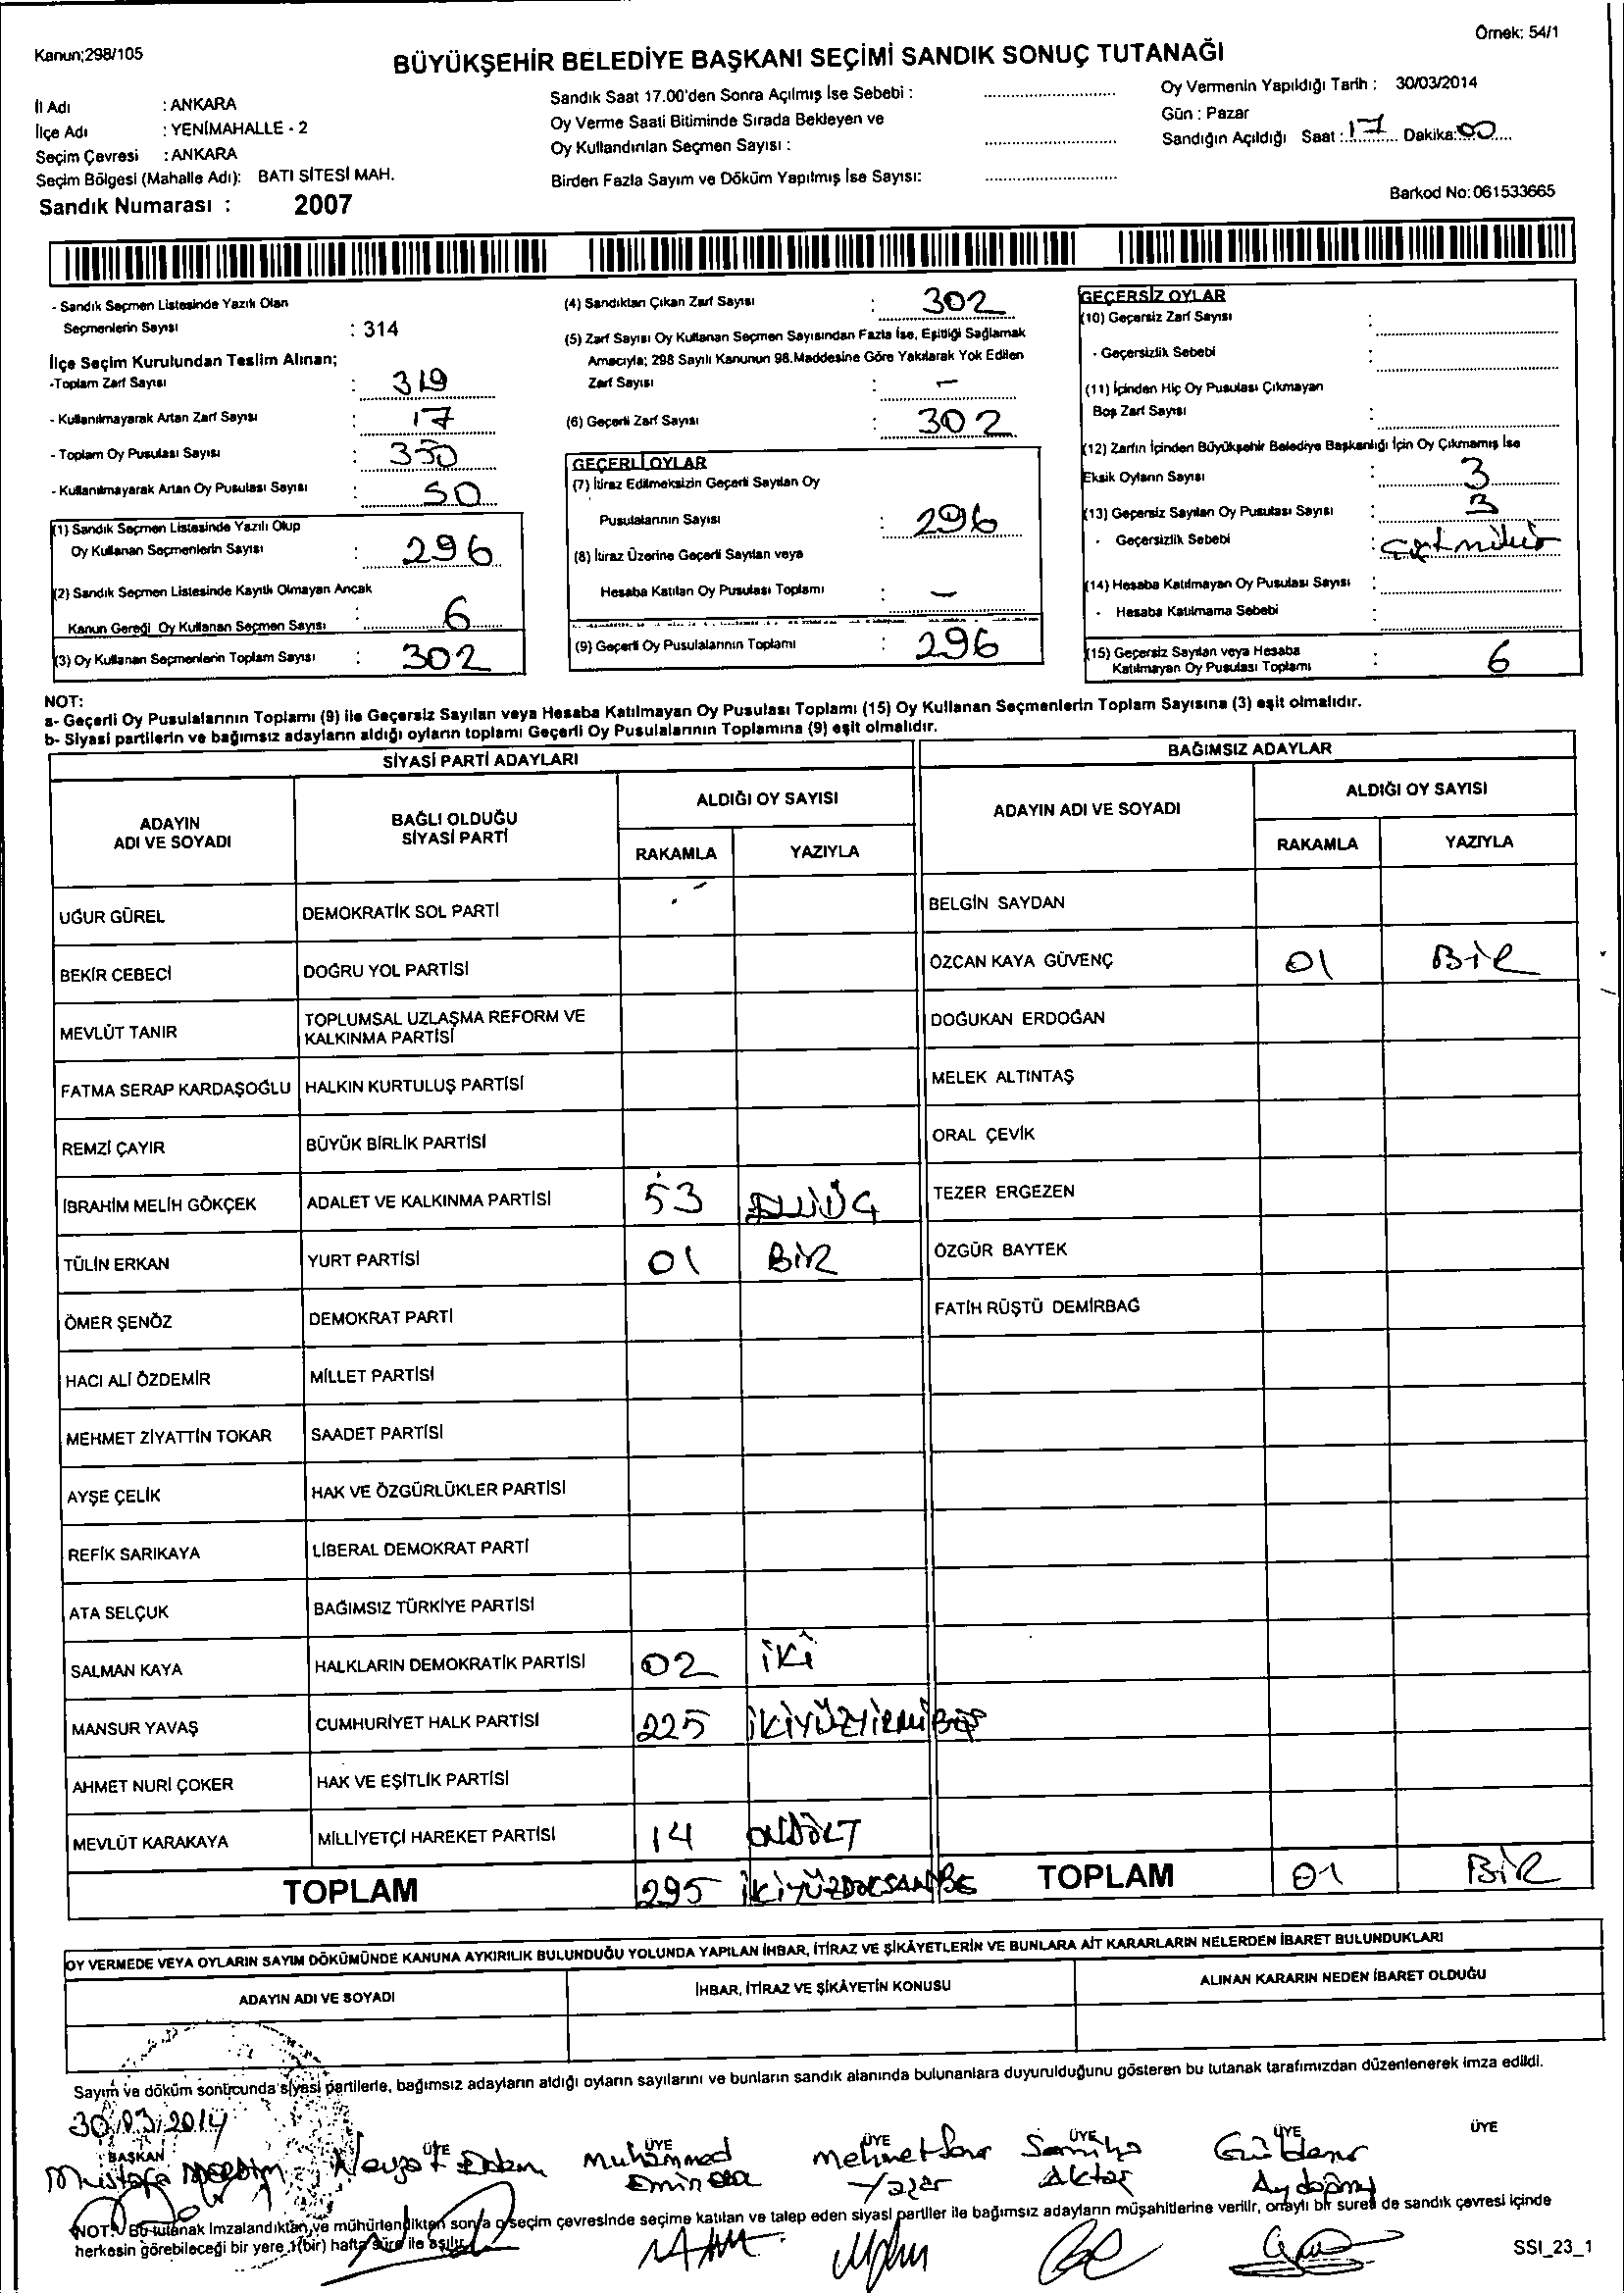 Kanun;298/105
Örnek: 54/1
BÜYÜKŞEHİR BELEDİYE BAŞKANI SEÇİMİ SANDIK SONUÇ TUTANAĞI
İl Adı : ANKARA
İlçe Adı : YENİMAHALLE - 2
Seçim Çevresi : ANKARA
Seçim Bölgesi (Mahalle Adı): BATI SİTESİ MAH.
Sandık Numarası : 2007
Sandık Saat 17.00'den Sonra Açılmış İse Sebebi :
Oy Verme Saati Bitiminde Sırada Bekleyen ve
Oy Kullandırılan Seçmen Sayısı :
Birden Fazla Sayım ve Döküm Yapılmış İse Sayısı:
Oy Vermenin Yapıldığı Tarih : 30/03/2014
Gün : Pazar
Sandığın Açıldığı Saat : 17 Dakika: 00
Barkod No: 061533665
- Sandık Seçmen Listesinde Yazılı Olan
Seçmenlerin Sayısı : 314
İlçe Seçim Kurulundan Teslim Alınan;
-Toplam Zarf Sayısı : 319
- Kullanılmayarak Artan Zarf Sayısı : 17
- Toplam Oy Pusulası Sayısı : 350
- Kullanılmayarak Artan Oy Pusulası Sayısı : 50
(1) Sandık Seçmen Listesinde Yazılı Olup
Oy Kullanan Seçmenlerin Sayısı : 296
(2) Sandık Seçmen Listesinde Kayıtlı Olmayan Ancak
Kanun Gereği Oy Kullanan Seçmen Sayısı : 6
(3) Oy Kullanan Seçmenlerin Toplam Sayısı : 302
(4) Sandıktan Çıkan Zarf Sayısı : 302
(5) Zarf Sayısı Oy Kullanan Seçmen Sayısından Fazla İse, Eşitliği Sağlamak
Amacıyla; 298 Sayılı Kanunun 98.Maddesine Göre Yakılarak Yok Edilen
Zarf Sayısı : -
(6) Geçerli Zarf Sayısı : 302
GEÇERLİ OYLAR
(7) İtiraz Edilmeksizin Geçerli Sayılan Oy
Pusulalarının Sayısı : 296
(8) İtiraz Üzerine Geçerli Sayılan veya
Hesaba Katılan Oy Pusulası Toplamı : -
(9) Geçerli Oy Pusulalarının Toplamı : 296
GEÇERSİZ OYLAR
(10) Geçersiz Zarf Sayısı :
- Geçersizlik Sebebi :
(11) İçinden Hiç Oy Pusulası Çıkmayan
Boş Zarf Sayısı :
(12) Zarfın İçinden Büyükşehir Belediye Başkanlığı İçin Oy Çıkmamış İse
Eksik Oyların Sayısı : 3
(13) Geçersiz Sayılan Oy Pusulası Sayısı : 3
- Geçersizlik Sebebi :
(14) Hesaba Katılmayan Oy Pusulası Sayısı :
- Hesaba Katılmama Sebebi :
(15) Geçersiz Sayılan veya Hesaba
Katılmayan Oy Pusulası Toplamı : 6
NOT:
a- Geçerli Oy Pusulalarının Toplamı (9) ile Geçersiz Sayılan veya Hesaba Katılmayan Oy Pusulası Toplamı (15) Oy Kullanan Seçmenlerin Toplam Sayısına (3) eşit olmalıdır.
b- Siyasi partilerin ve bağımsız adayların aldığı oyların toplamı Geçerli Oy Pusulalarının Toplamına (9) eşit olmalıdır.
SİYASİ PARTİ ADAYLARI
ADAYIN
ADI VE SOYADI
BAĞLI OLDUĞU
SİYASİ PARTİ
ALDIĞI OY SAYISI
RAKAMLA YAZIYLA
UĞUR GÜREL DEMOKRATİK SOL PARTİ
BEKİR CEBECİ DOĞRU YOL PARTİSİ
MEVLÜT TANIR TOPLUMSAL UZLAŞMA REFORM VE
KALKINMA PARTİSİ
FATMA SERAP KARDAŞOĞLU HALKIN KURTULUŞ PARTİSİ
REMZİ ÇAYIR BÜYÜK BİRLİK PARTİSİ
İBRAHİM MELİH GÖKÇEK ADALET VE KALKINMA PARTİSİ 53 ELLİÜÇ
TÜLİN ERKAN YURT PARTİSİ 01 BİR
ÖMER ŞENÖZ DEMOKRAT PARTİ
HACI ALİ ÖZDEMİR MİLLET PARTİSİ
MEHMET ZİYATTİN TOKAR SAADET PARTİSİ
AYŞE ÇELİK HAK VE ÖZGÜRLÜKLER PARTİSİ
REFİK SARIKAYA LİBERAL DEMOKRAT PARTİ
ATA SELÇUK BAĞIMSIZ TÜRKİYE PARTİSİ
SALMAN KAYA HALKLARIN DEMOKRATİK PARTİSİ 02 İKİ
MANSUR YAVAŞ CUMHURİYET HALK PARTİSİ 225 İKİYÜZYİRMİBEŞ
AHMET NURİ ÇOKER HAK VE EŞİTLİK PARTİSİ
MEVLÜT KARAKAYA MİLLİYETÇİ HAREKET PARTİSİ 14 ONDÖRT
TOPLAM 295 İKİYÜZDOKSANBE
BAĞIMSIZ ADAYLAR
ADAYIN ADI VE SOYADI
ALDIĞI OY SAYISI
RAKAMLA YAZIYLA
BELGİN SAYDAN
ÖZCAN KAYA GÜVENÇ 01 BİR
DOĞUKAN ERDOĞAN
MELEK ALTINTAŞ
ORAL ÇEVİK
TEZER ERGEZEN
ÖZGÜR BAYTEK
FATİH RÜŞTÜ DEMİRBAĞ
TOPLAM 01 BİR
OY VERMEDE VEYA OYLARIN SAYIM DÖKÜMÜNDE KANUNA AYKIRILIK BULUNDUĞU YOLUNDA YAPILAN İHBAR, İTİRAZ VE ŞİKÂYETLERİN VE BUNLARA AİT KARARLARIN NELERDEN İBARET BULUNDUKLARI
ADAYIN ADI VE SOYADI
İHBAR, İTİRAZ VE ŞİKÂYETİN KONUSU
ALINAN KARARIN NEDEN İBARET OLDUĞU
Sayım ve döküm sonucunda siyasi partilerle, bağımsız adayların aldığı oyların sayılarını ve bunların sandık alanında bulunanlara duyurulduğunu gösteren bu tutanak tarafımızdan düzenlenerek imza edildi.
30/03/2014
BAŞKAN ÜYE ÜYE ÜYE ÜYE ÜYE ÜYE
Mustafa Nevzat Erdem Muhammed Mehmet Samiha Güldane
Emin Yazar Aktaş Aydoğmuş
NOT: Bu tutanak imzalandıktan ve mühürlendikten sonra o seçim çevresinde seçime katılan ve talep eden siyasi partiler ile bağımsız adayların müşahitlerine verilir, onaylı bir sureti de sandık çevresi içinde
herkesin görebileceği bir yere 1(bir) hafta süre ile asılır.
SSI_23_1